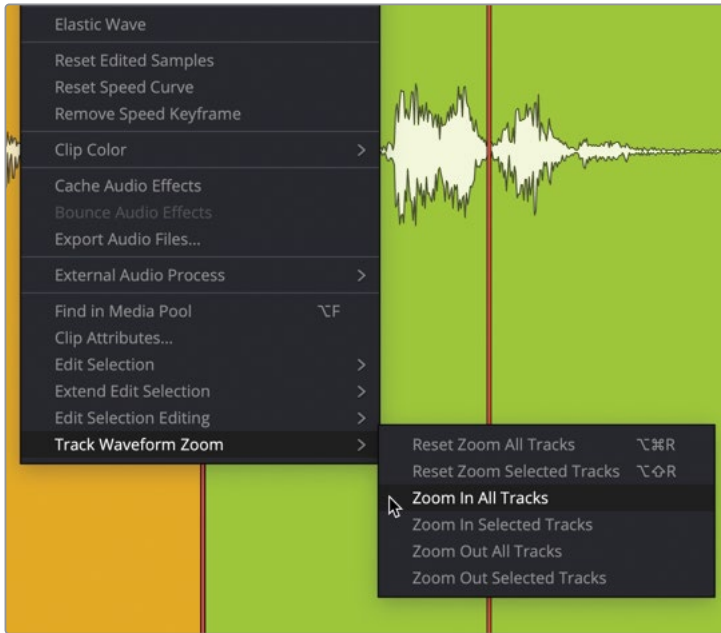 Elastic Wave
Reset Edited Samples
Reset Speed Curve
Remove Speed Keyframe
Clip Color >
Cache Audio Effects
Bounce Audio Effects
Export Audio Files...
External Audio Process >
Find in Media Pool ⌥F
Clip Attributes...
Edit Selection >
Extend Edit Selection >
Edit Selection Editing >
Track Waveform Zoom >
Reset Zoom All Tracks ⌥⌘R
Reset Zoom Selected Tracks ⌥⇧R
Zoom In All Tracks
Zoom In Selected Tracks
Zoom Out All Tracks
Zoom Out Selected Tracks